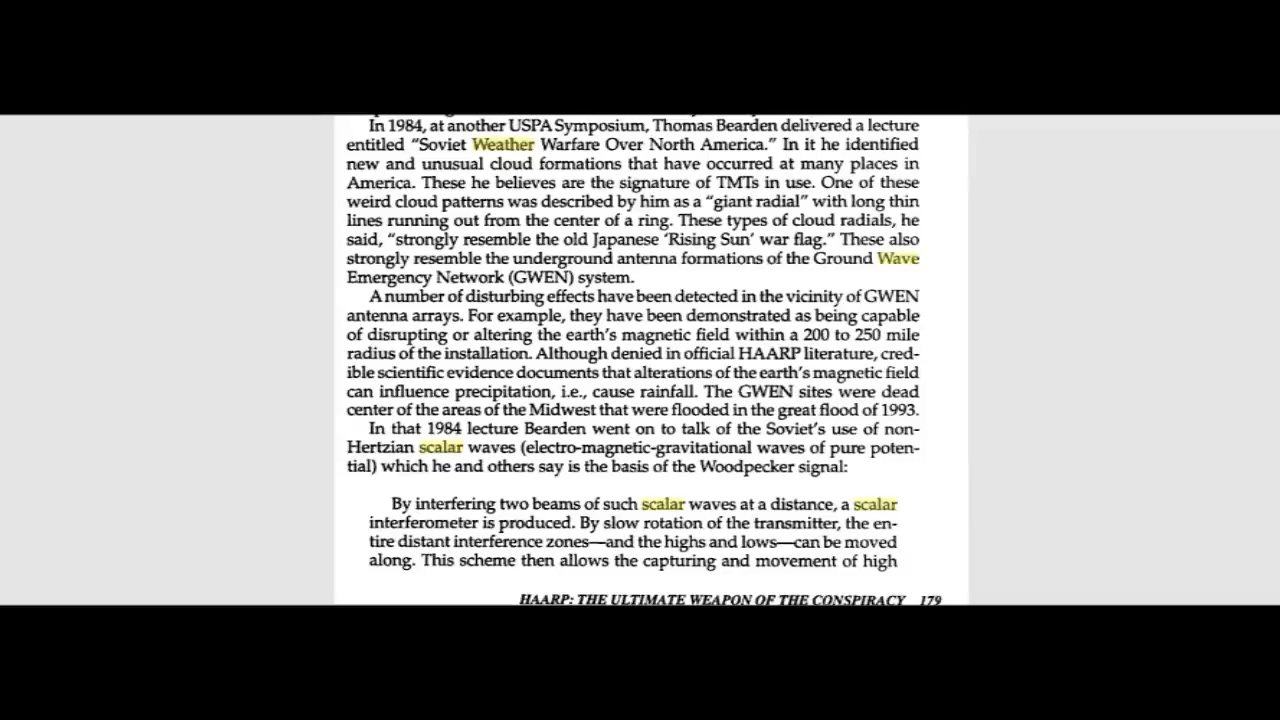 In 1984, at another USPA Symposium, Thomas Bearden delivered a lecture
entitled “Soviet Weather Warfare Over North America.” In it he identified
new and unusual cloud formations that have occurred at many places in
America. These he believes are the signature of TMTs in use. One of these
weird cloud patterns was described by him as a “giant radial” with long thin
lines running out from the center of a ring. These types of cloud radials, he
said, “strongly resemble the old Japanese ‘Rising Sun’ war flag.” These also
strongly resemble the underground antenna formations of the Ground Wave
Emergency Network (GWEN) system.
A number of disturbing effects have been detected in the vicinity of GWEN
antenna arrays. For example, they have been demonstrated as being capable
of disrupting or altering the earth’s magnetic field within a 200 to 250 mile
radius of the installation. Although denied in official HAARP literature, cred-
ible scientific evidence documents that alterations of the earth’s magnetic field
can influence precipitation, i.e., cause rainfall. The GWEN sites were dead
center of the areas of the Midwest that were flooded in the great flood of 1993.
In that 1984 lecture Bearden went on to talk of the Soviet’s use of non-
Hertzian scalar waves (electro-magnetic-gravitational waves of pure poten-
tial) which he and others say is the basis of the Woodpecker signal:
By interfering two beams of such scalar waves at a distance, a scalar
interferometer is produced. By slow rotation of the transmitter, the en-
tire distant interference zones—and the highs and lows—can be moved
along. This scheme then allows the capturing and movement of high
HAARP: THE ULTIMATE WEAPON OF THE CONSPIRACY 179